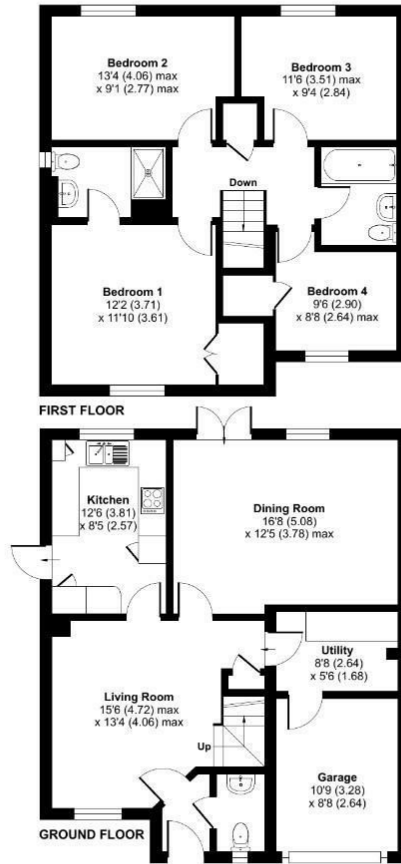 Bedroom 2
13'4 (4.06) max
x 9'1 (2.77) max
Bedroom 3
11'6 (3.51) max
x 9'4 (2.84)
Down
Bedroom 1
12'2 (3.71)
x 11'10 (3.61)
Bedroom 4
9'6 (2.90)
x 8'8 (2.64) max
FIRST FLOOR
Kitchen
12'6 (3.81)
x 8'5 (2.57)
Dining Room
16'8 (5.08)
x 12'5 (3.78) max
Utility
8'8 (2.64)
x 5'6 (1.68)
Living Room
15'6 (4.72) max
x 13'4 (4.06) max
Up
Garage
10'9 (3.28)
x 8'8 (2.64)
GROUND FLOOR